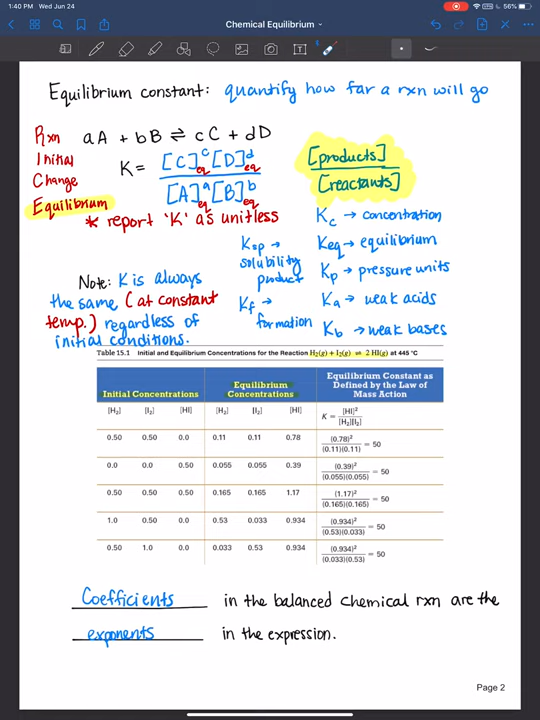 1:40 PM Wed Jun 24
56%
Chemical Equilibrium
Equilibrium constant: quantify how far a rxn will go
Rxn aA + bB ⇌ cC + dD
Initial
Change
Equilibrium
K = [C]eq^c [D]eq^d
[A]eq^a [B]eq^b
* report 'K' as unitless
[products]
[reactants]
Kc → concentration
Keq → equilibrium
Kp → pressure units
Ka → weak acids
Kb → weak bases
Ksp →
solubility
product
Kf →
formation
Note: K is always
the same (at constant
temp.) regardless of
initial conditions.
Table 15.1 Initial and Equilibrium Concentrations for the Reaction H₂(g) + I₂(g) ⇌ 2 HI(g) at 445 °C
Initial Concentrations
Equilibrium
Concentrations
Equilibrium Constant as
Defined by the Law of
Mass Action
[H₂] [I₂] [HI] [H₂] [I₂] [HI] K = [HI]²
[H₂][I₂]
0.50 0.50 0.0 0.11 0.11 0.78 (0.78)²
(0.11)(0.11) = 50
0.0 0.0 0.50 0.055 0.055 0.39 (0.39)²
(0.055)(0.055) = 50
0.50 0.50 0.50 0.165 0.165 1.17 (1.17)²
(0.165)(0.165) = 50
1.0 0.50 0.0 0.53 0.033 0.934 (0.934)²
(0.53)(0.033) = 50
0.50 1.0 0.0 0.033 0.53 0.934 (0.934)²
(0.033)(0.53) = 50
Coefficients in the balanced chemical rxn are the
exponents in the expression.
Page 2